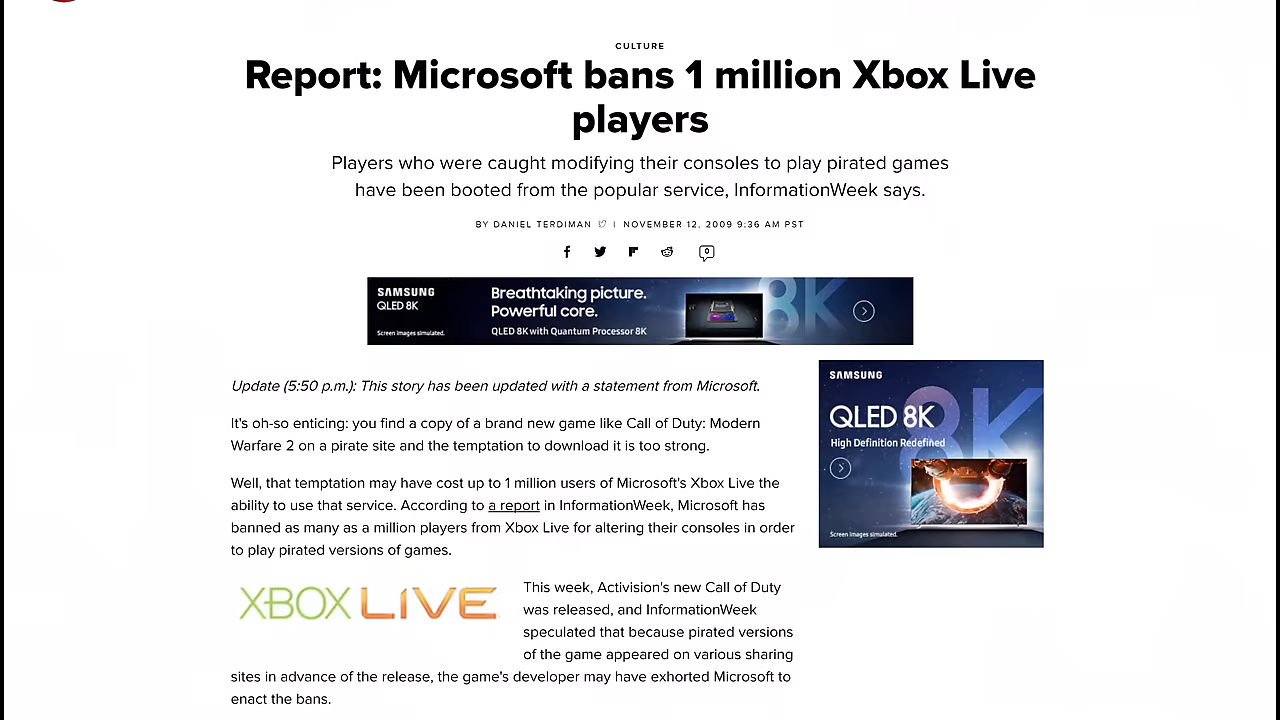 CULTURE
Report: Microsoft bans 1 million Xbox Live
players
Players who were caught modifying their consoles to play pirated games
have been booted from the popular service, InformationWeek says.
BY DANIEL TERDIMAN | NOVEMBER 12, 2009 9:36 AM PST
0
SAMSUNG
QLED 8K
Screen images simulated.
Breathtaking picture.
Powerful core.
QLED 8K with Quantum Processor 8K
8K
Update (5:50 p.m.): This story has been updated with a statement from Microsoft.
It's oh-so enticing: you find a copy of a brand new game like Call of Duty: Modern
Warfare 2 on a pirate site and the temptation to download it is too strong.
Well, that temptation may have cost up to 1 million users of Microsoft's Xbox Live the
ability to use that service. According to a report in InformationWeek, Microsoft has
banned as many as a million players from Xbox Live for altering their consoles in order
to play pirated versions of games.
XBOX LIVE
This week, Activision's new Call of Duty
was released, and InformationWeek
speculated that because pirated versions
of the game appeared on various sharing
sites in advance of the release, the game's developer may have exhorted Microsoft to
enact the bans.
SAMSUNG
8K
QLED 8K
High Definition Redefined
Screen images simulated.